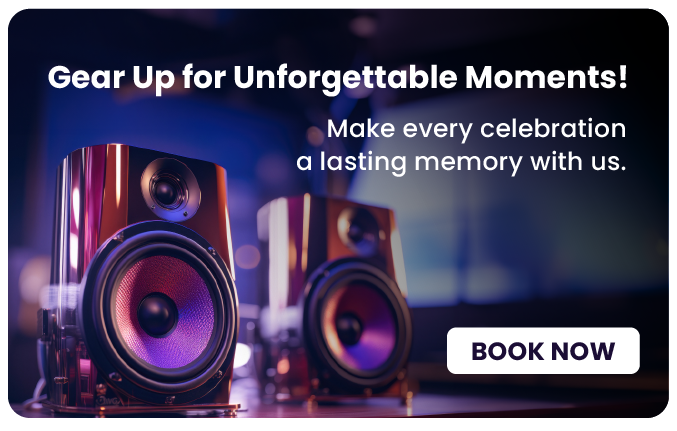 Gear Up for Unforgettable Moments!
Make every celebration
a lasting memory with us.
BOOK NOW